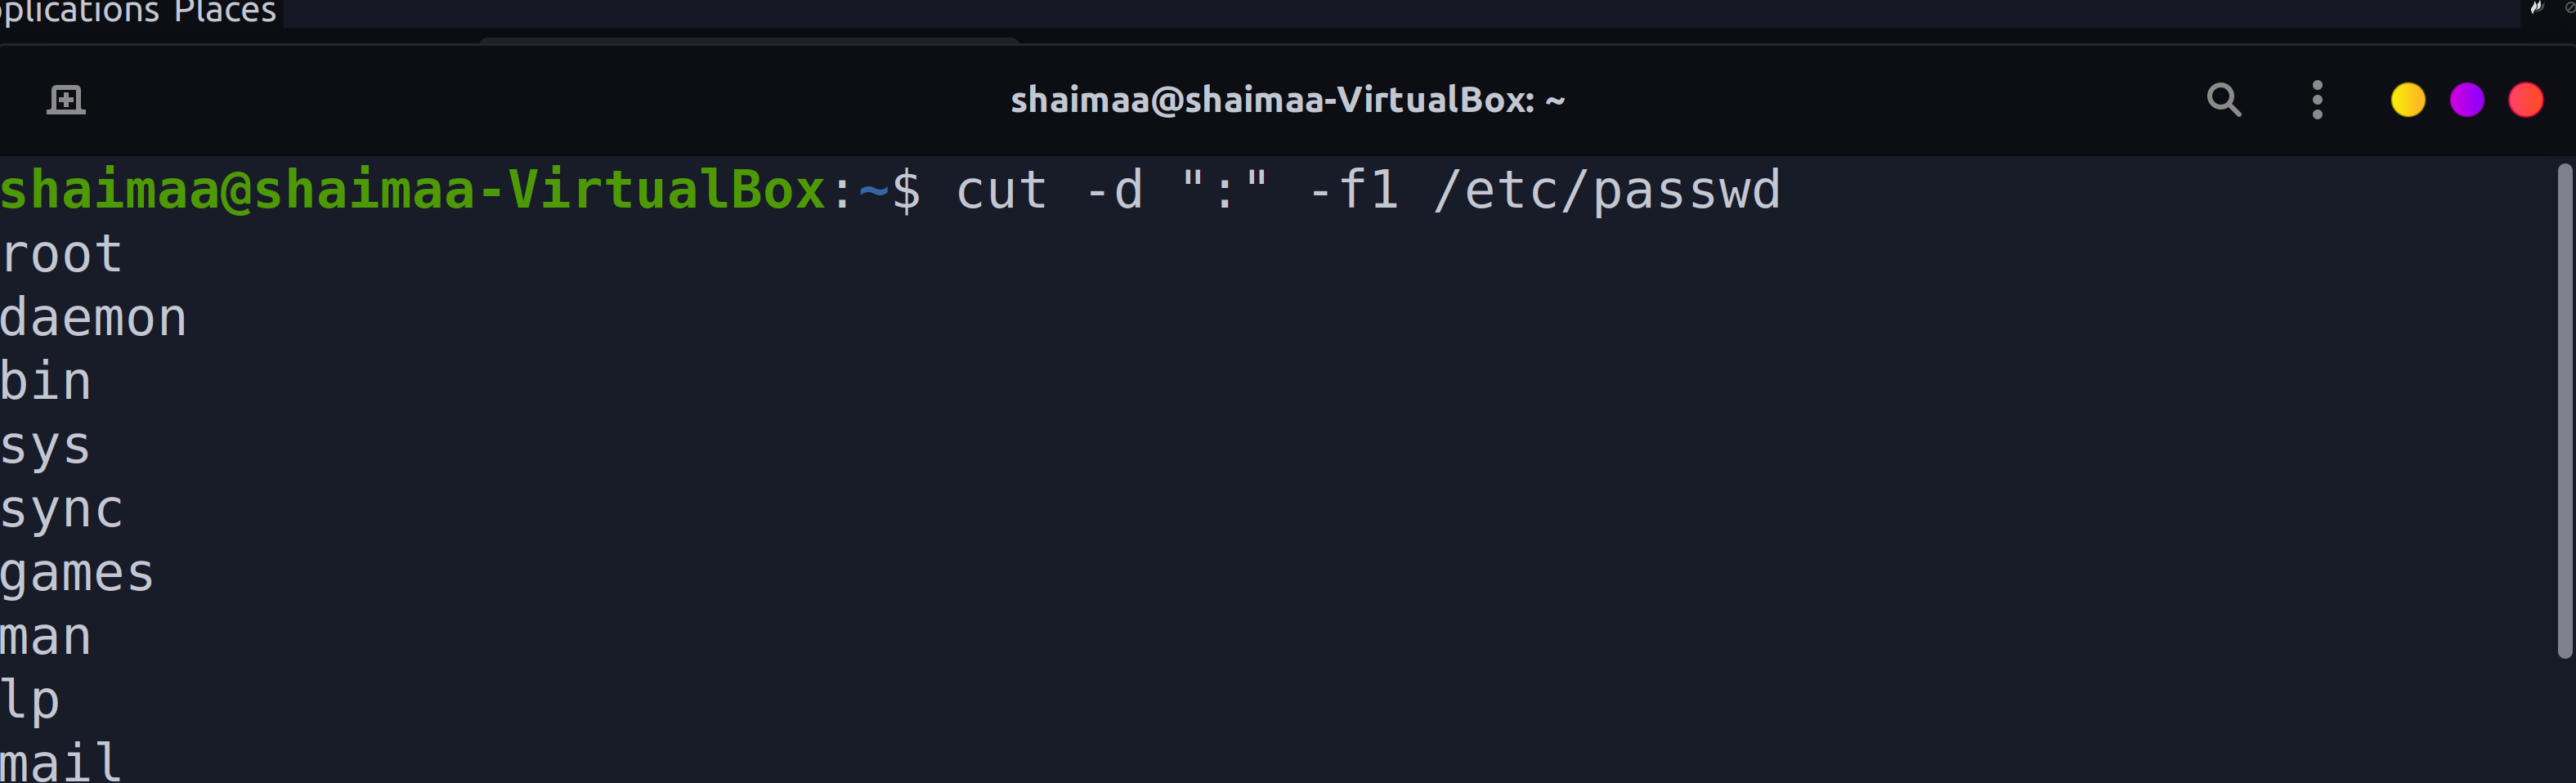 plications Places
shaimaa@shaimaa-VirtualBox: ~
shaimaa@shaimaa-VirtualBox:~$ cut -d ":" -f1 /etc/passwd
root
daemon
bin
sys
sync
games
man
lp
mail